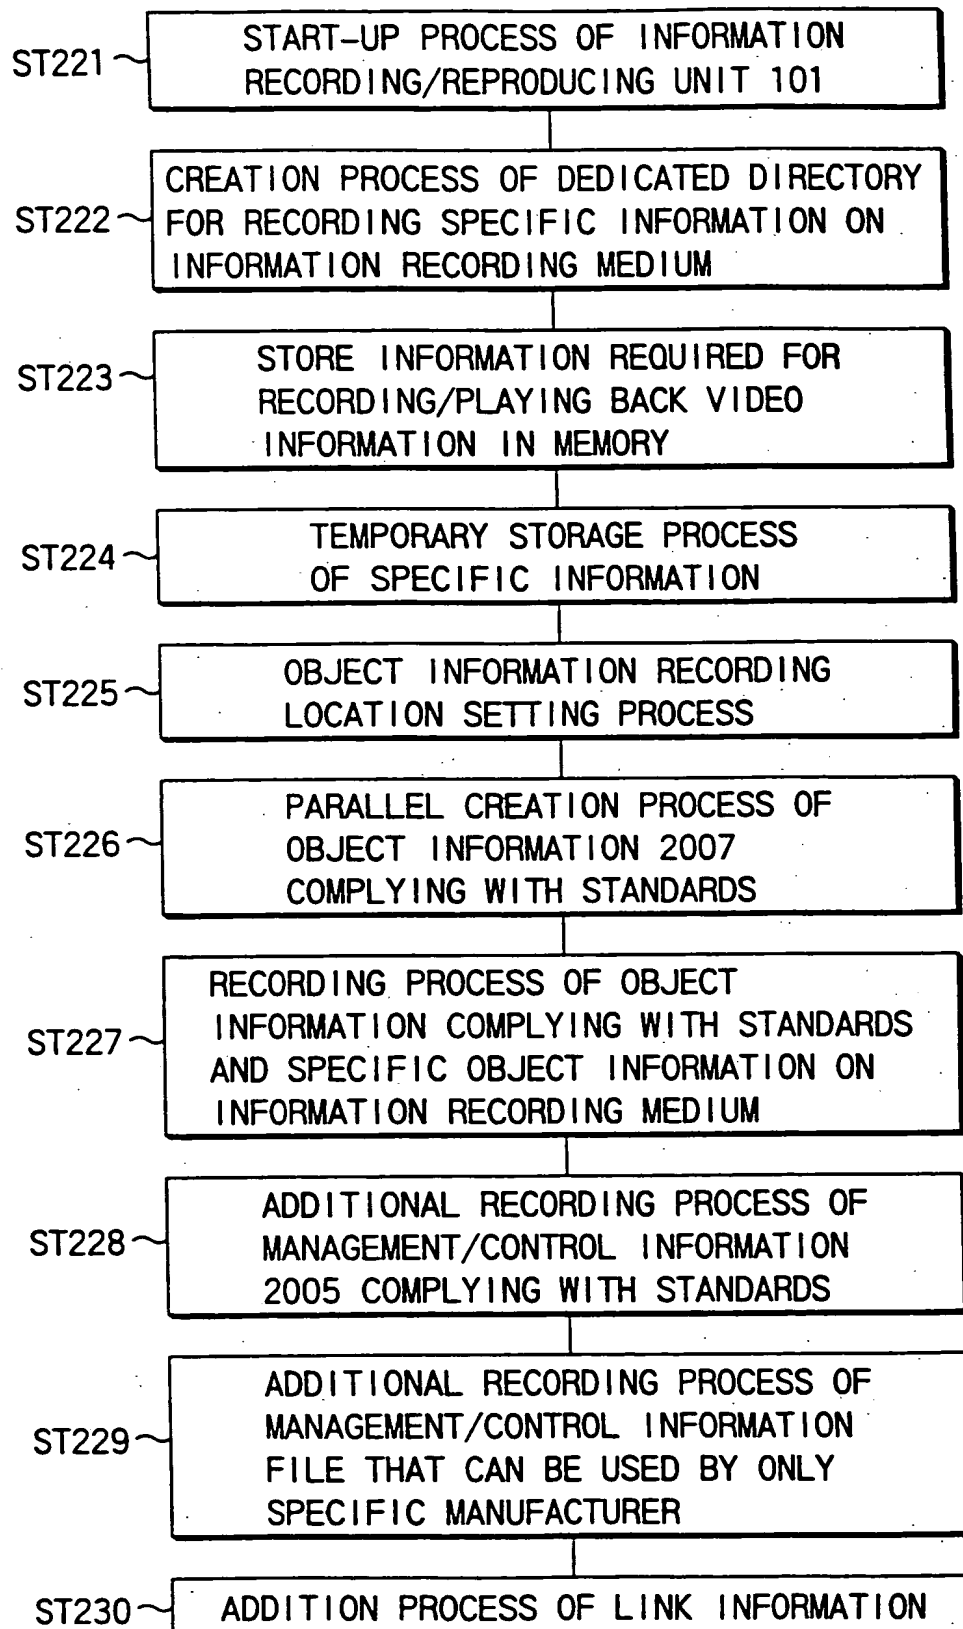 ST221
START-UP PROCESS OF INFORMATION
RECORDING/REPRODUCING UNIT 101
ST222
CREATION PROCESS OF DEDICATED DIRECTORY
FOR RECORDING SPECIFIC INFORMATION ON
INFORMATION RECORDING MEDIUM
ST223
STORE INFORMATION REQUIRED FOR
RECORDING/PLAYING BACK VIDEO
INFORMATION IN MEMORY
ST224
TEMPORARY STORAGE PROCESS
OF SPECIFIC INFORMATION
ST225
OBJECT INFORMATION RECORDING
LOCATION SETTING PROCESS
ST226
PARALLEL CREATION PROCESS OF
OBJECT INFORMATION 2007
COMPLYING WITH STANDARDS
ST227
RECORDING PROCESS OF OBJECT
INFORMATION COMPLYING WITH STANDARDS
AND SPECIFIC OBJECT INFORMATION ON
INFORMATION RECORDING MEDIUM
ST228
ADDITIONAL RECORDING PROCESS OF
MANAGEMENT/CONTROL INFORMATION
2005 COMPLYING WITH STANDARDS
ST229
ADDITIONAL RECORDING PROCESS OF
MANAGEMENT/CONTROL INFORMATION
FILE THAT CAN BE USED BY ONLY
SPECIFIC MANUFACTURER
ST230
ADDITION PROCESS OF LINK INFORMATION